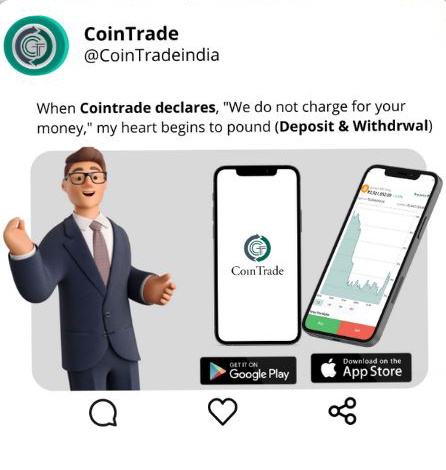 CoinTrade
@CoinTradeindia
When Cointrade declares, "We do not charge for your
money," my heart begins to pound (Deposit & Withdrwal)
CoinTrade
GET IT ON
Google Play
Download on the
App Store